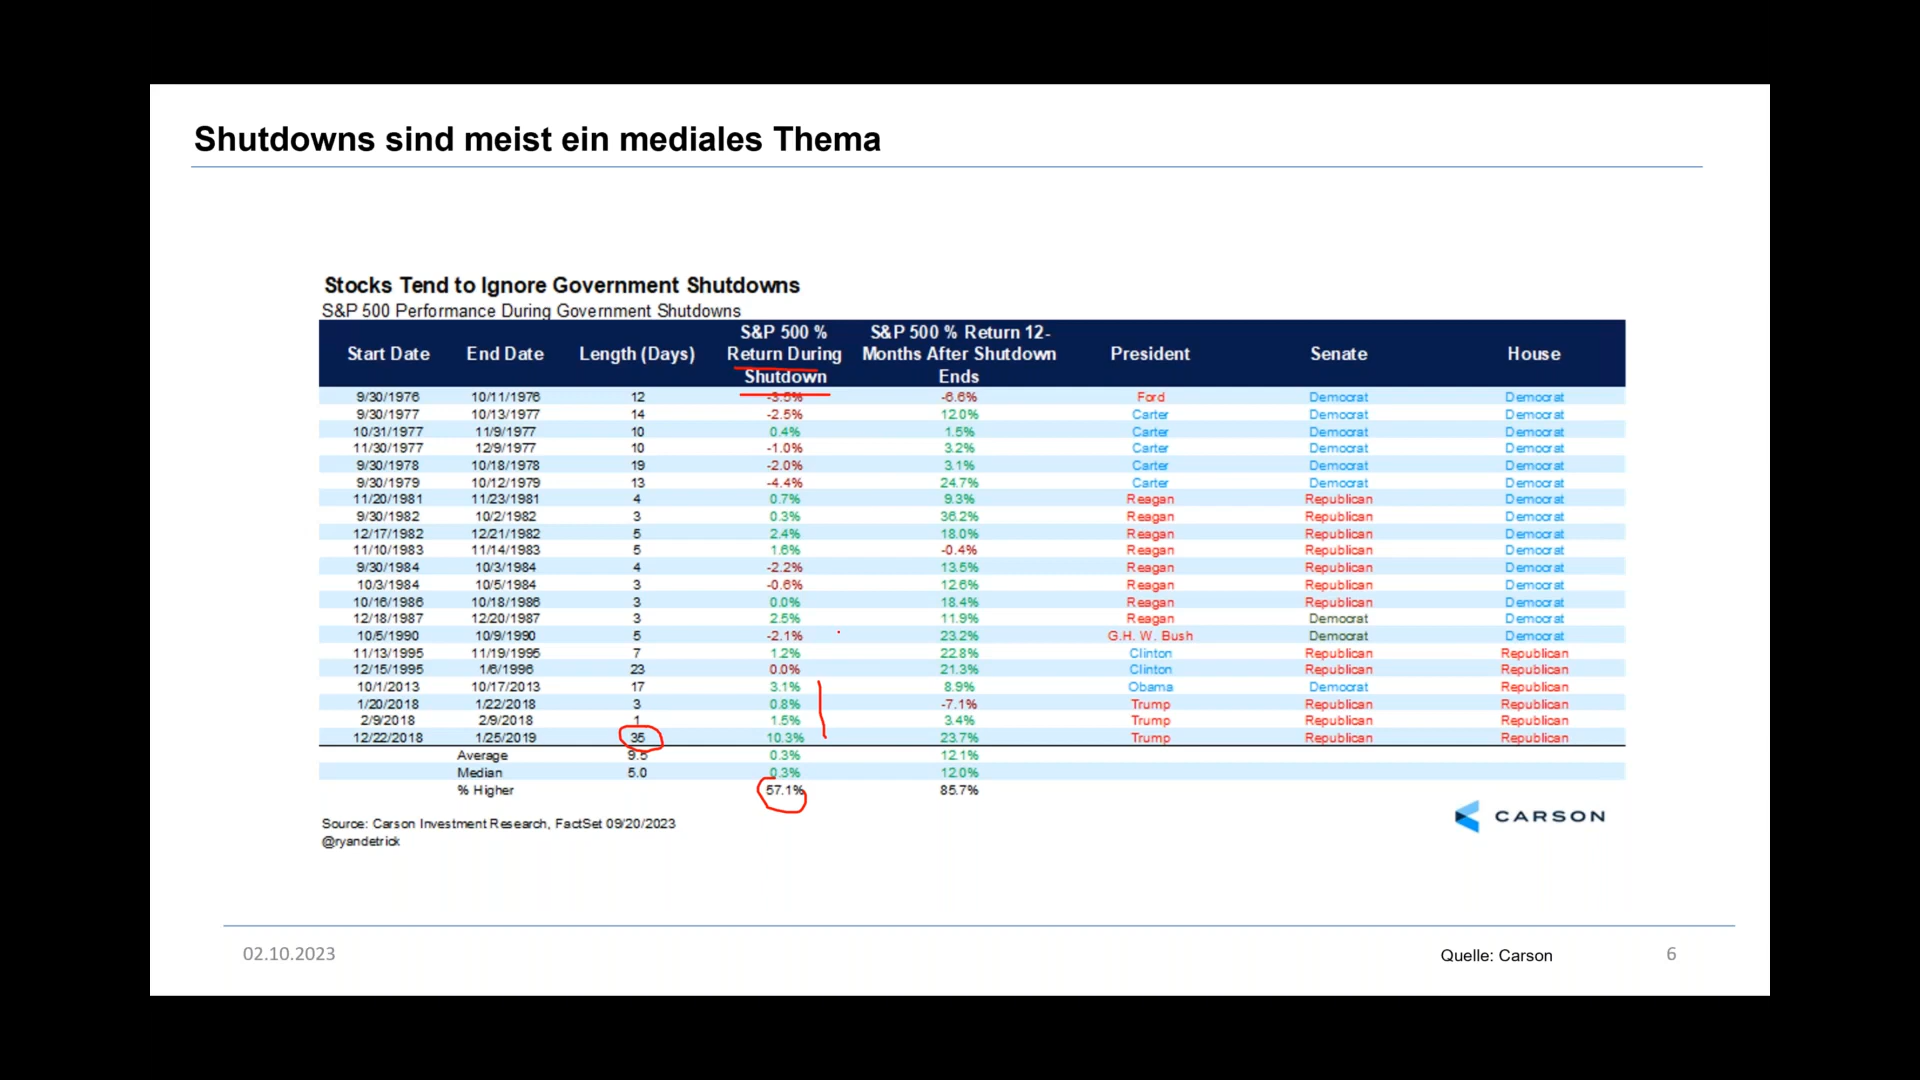 Shutdowns sind meist ein mediales Thema
Stocks Tend to Ignore Government Shutdowns
S&P 500 Performance During Government Shutdowns
Start Date End Date Length (Days) S&P 500 % Return During Shutdown S&P 500 % Return 12-Months After Shutdown Ends President Senate House
9/30/1976 10/11/1976 12 -3.5% -6.6% Ford Democrat Democrat
9/30/1977 10/13/1977 14 -2.5% 12.0% Carter Democrat Democrat
10/31/1977 11/9/1977 10 0.4% 1.5% Carter Democrat Democrat
11/30/1977 12/9/1977 10 -1.0% 3.2% Carter Democrat Democrat
9/30/1978 10/18/1978 19 -2.0% 3.1% Carter Democrat Democrat
9/30/1979 10/12/1979 13 -4.4% 24.7% Carter Democrat Democrat
11/20/1981 11/23/1981 4 0.7% 9.3% Reagan Republican Democrat
9/30/1982 10/2/1982 3 0.3% 36.2% Reagan Republican Democrat
12/17/1982 12/21/1982 5 2.4% 18.0% Reagan Republican Democrat
11/10/1983 11/14/1983 5 1.6% -0.4% Reagan Republican Democrat
9/30/1984 10/3/1984 4 -2.2% 13.5% Reagan Republican Democrat
10/3/1984 10/5/1984 3 -0.6% 12.6% Reagan Republican Democrat
10/16/1986 10/18/1986 3 0.0% 18.4% Reagan Republican Democrat
12/18/1987 12/20/1987 3 2.5% 11.9% Reagan Democrat Democrat
10/5/1990 10/9/1990 5 -2.1% 23.2% G.H. W. Bush Democrat Democrat
11/13/1995 11/19/1995 7 1.2% 22.8% Clinton Republican Republican
12/15/1995 1/6/1996 23 0.0% 21.3% Clinton Republican Republican
10/1/2013 10/17/2013 17 3.1% 8.9% Obama Democrat Republican
1/20/2018 1/22/2018 3 0.8% -7.1% Trump Republican Republican
2/9/2018 2/9/2018 1 1.5% 3.4% Trump Republican Republican
12/22/2018 1/25/2019 35 10.3% 23.7% Trump Republican Republican
Average 9.5 0.3% 12.1%
Median 5.0 0.3% 12.0%
% Higher 57.1% 85.7%
Source: Carson Investment Research, FactSet 09/20/2023
@ryandetrick
CARSON
02.10.2023 Quelle: Carson 6